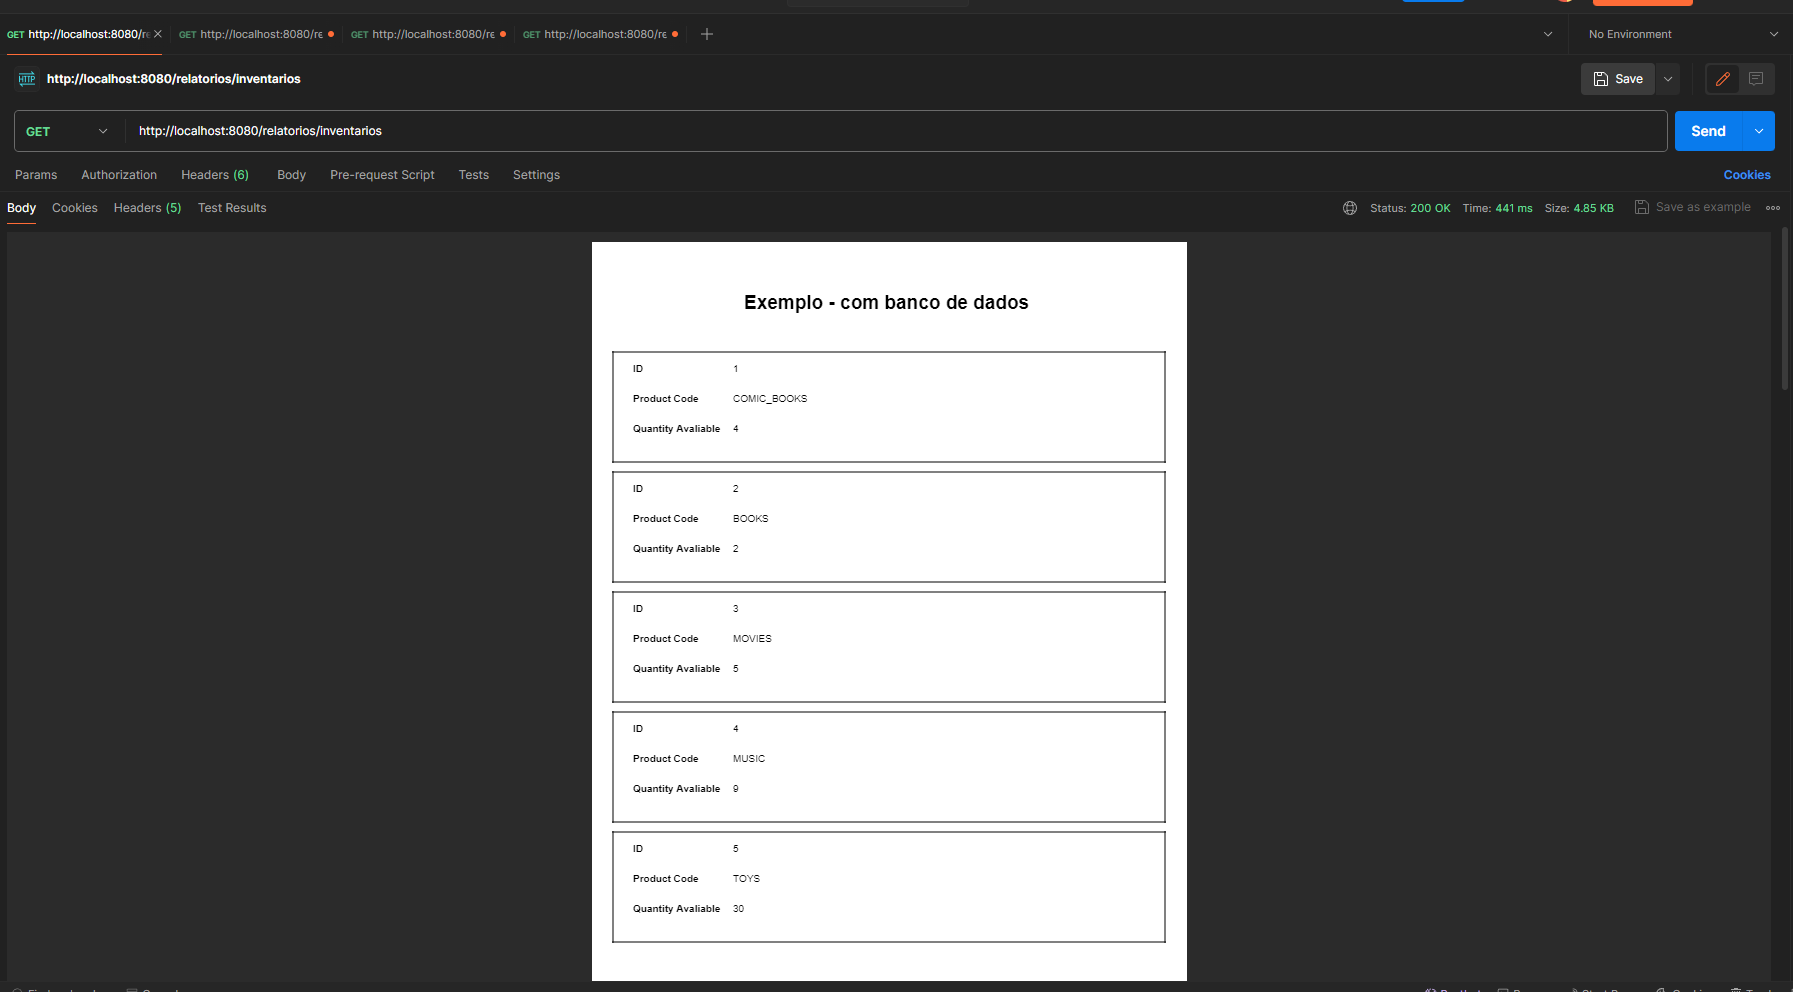 GET http://localhost:8080/re GET http://localhost:8080/re GET http://localhost:8080/re GET http://localhost:8080/re No Environment
HTTP http://localhost:8080/relatorios/inventarios Save
GET http://localhost:8080/relatorios/inventarios Send
Params Authorization Headers (6) Body Pre-request Script Tests Settings Cookies
Body Cookies Headers (5) Test Results Status: 200 OK Time: 441 ms Size: 4.85 KB Save as example
Exemplo - com banco de dados
ID 1
Product Code COMIC_BOOKS
Quantity Avaliable 4
ID 2
Product Code BOOKS
Quantity Avaliable 2
ID 3
Product Code MOVIES
Quantity Avaliable 5
ID 4
Product Code MUSIC
Quantity Avaliable 9
ID 5
Product Code TOYS
Quantity Avaliable 30